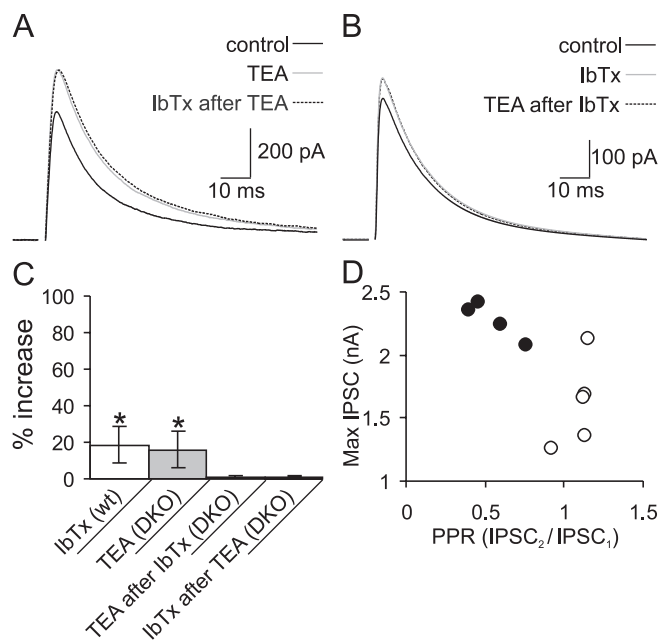 A
control
TEA
IbTx after TEA
200 pA
10 ms
B
control
IbTx
TEA after IbTx
100 pA
10 ms
C
% increase
100
80
60
40
20
0
*
*
IbTx (wt)
TEA (DKO)
TEA after IbTx (DKO)
IbTx after TEA (DKO)
D
Max IPSC (nA)
2.5
2
1.5
1
0 0.5 1 1.5
PPR (IPSC₂/IPSC₁)